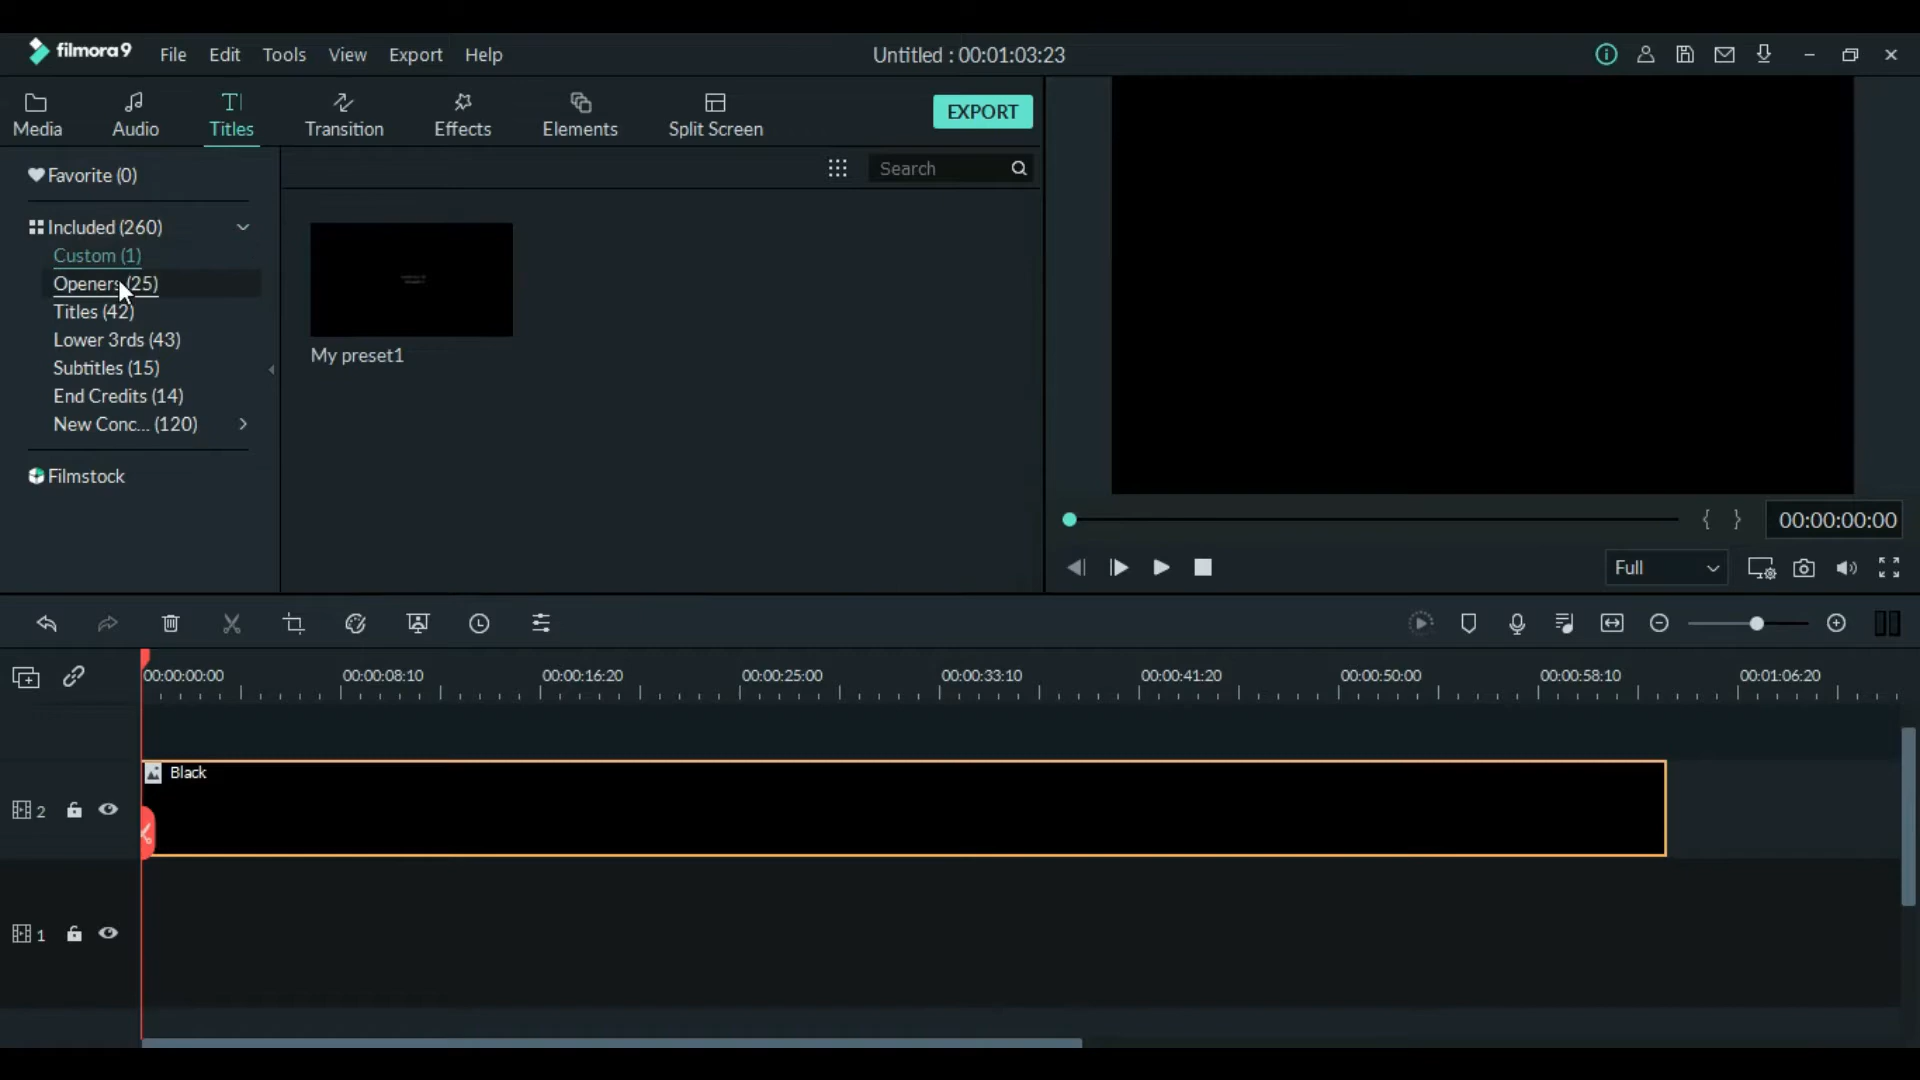 filmora9 File Edit Tools View Export Help Untitled : 00:01:03:23
Media Audio Titles Transition Effects Elements Split Screen EXPORT
Favorite (0)
Search
Included (260)
Custom (1)
Openers (25)
Titles (42)
Lower 3rds (43)
Subtitles (15)
End Credits (14)
New Conc... (120)
Filmstock
My preset1
{ } 00:00:00:00
Full
00:00:00:00 00:00:08:10 00:00:16:20 00:00:25:00 00:00:33:10 00:00:41:20 00:00:50:00 00:00:58:10 00:01:06:20
Black
2
1